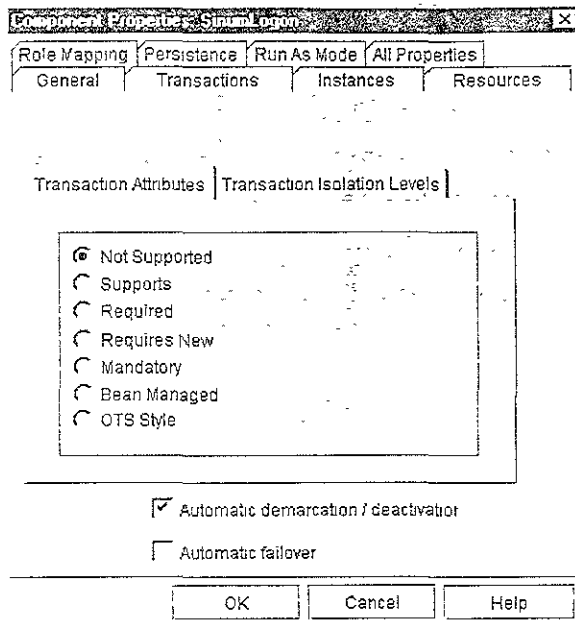 Component Properties: SinumLogon
Role Mapping Persistance Run As Mode All Properties
General Transactions Instances Resources
Transaction Attributes Transaction Isolation Levels
Not Supported
Supports
Required
Requires New
Mandatory
Bean Managed
OTS Style
Automatic demarcation / deactivation
Automatic failover
OK Cancel Help